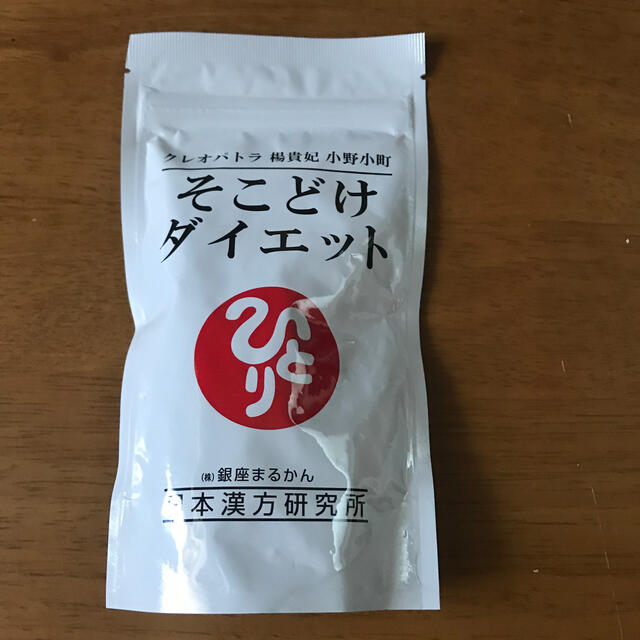 クレオパトラ 楊貴妃 小野小町
そこどけ
ダイエット
ひとり
(株) 銀座まるかん
日本漢方研究所